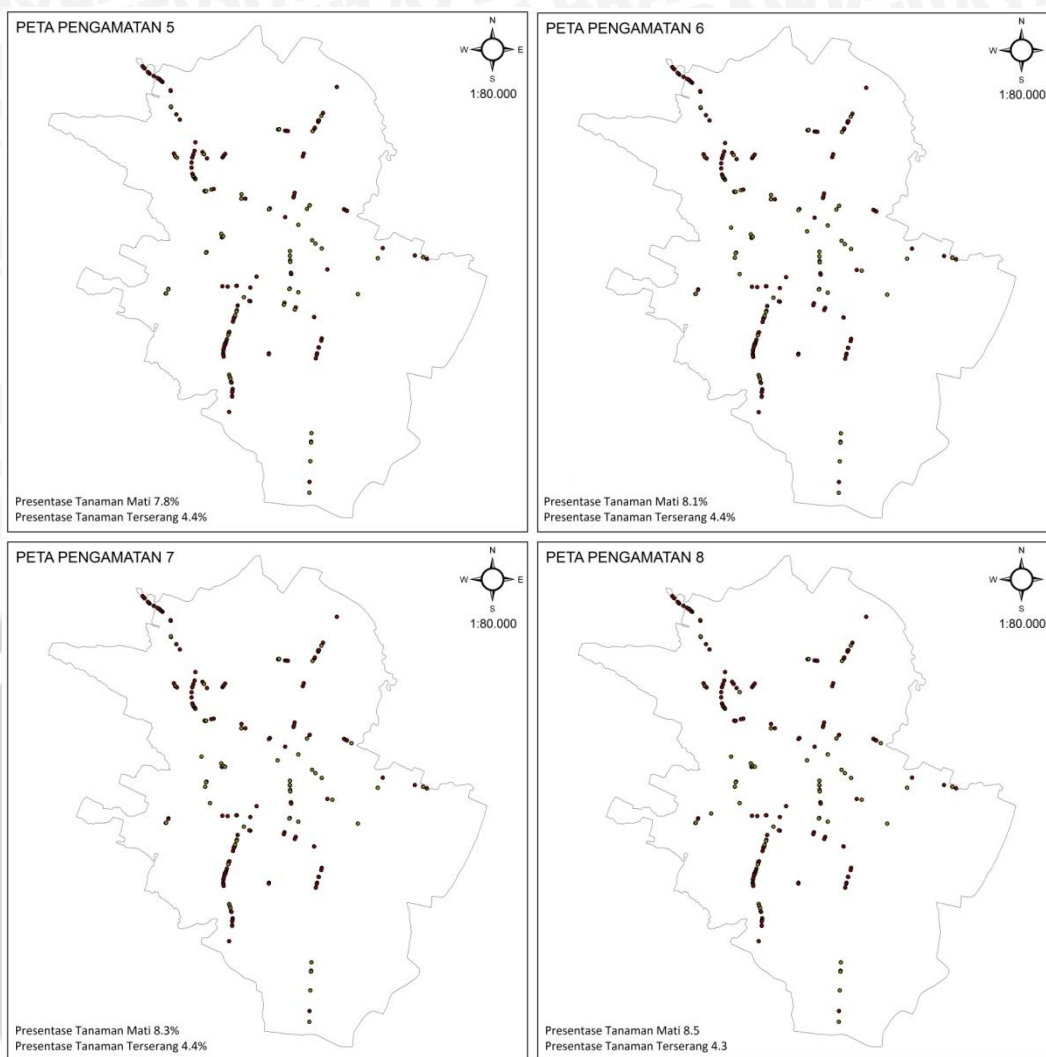 PETA PENGAMATAN 5
N
W E
S
1:80.000
Presentase Tanaman Mati 7.8%
Presentase Tanaman Terserang 4.4%
PETA PENGAMATAN 6
N
W E
S
1:80.000
Presentase Tanaman Mati 8.1%
Presentase Tanaman Terserang 4.4%
PETA PENGAMATAN 7
N
W E
S
1:80.000
Presentase Tanaman Mati 8.3%
Presentase Tanaman Terserang 4.4%
PETA PENGAMATAN 8
N
W E
S
1:80.000
Presentase Tanaman Mati 8.5
Presentase Tanaman Terserang 4.3